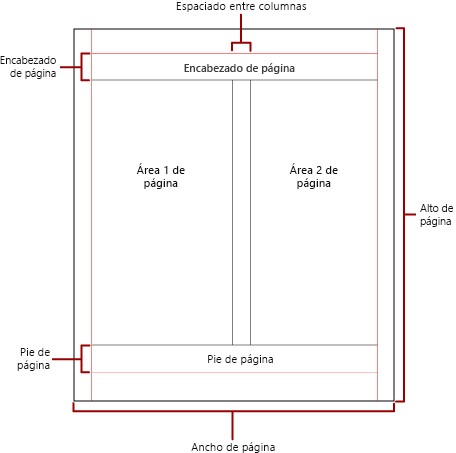 Espaciado entre columnas
Encabezado
de página
Encabezado de página
Área 1 de
página
Área 2 de
página
Alto de
página
Pie de
página
Pie de página
Ancho de página